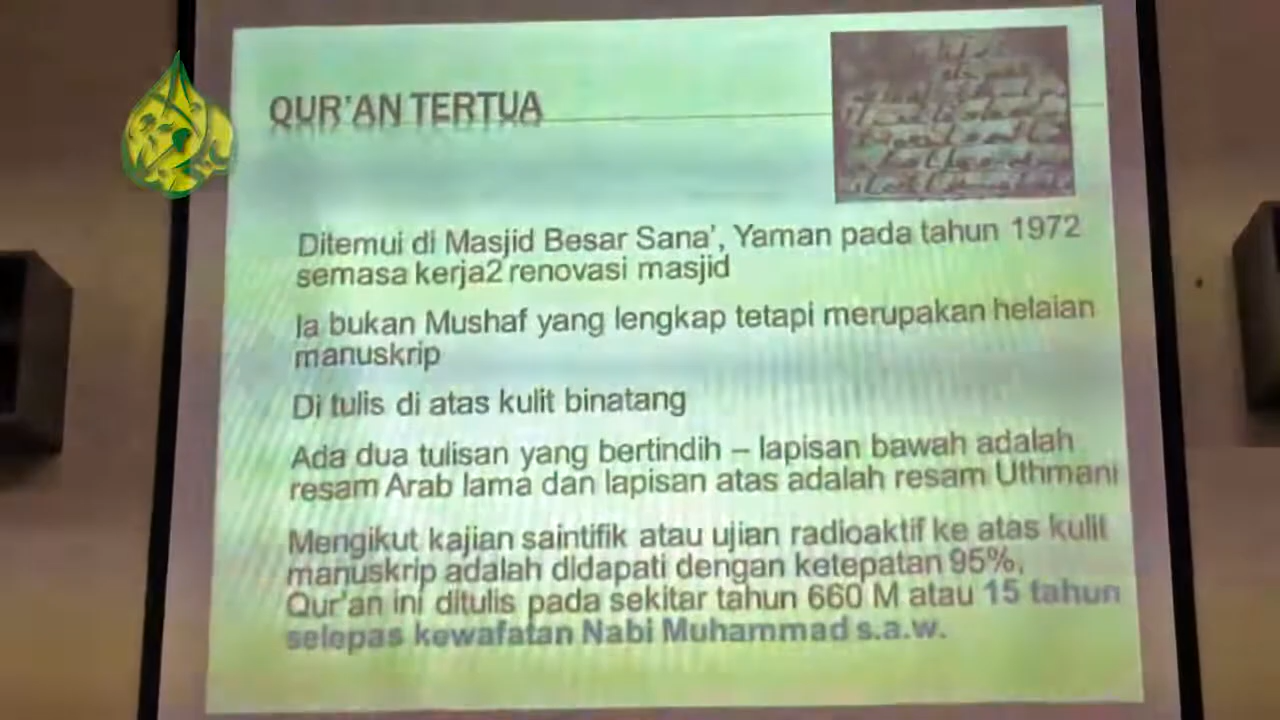 QUR'AN TERTUA
Ditemui di Masjid Besar Sana', Yaman pada tahun 1972
semasa kerja2 renovasi masjid
Ia bukan Mushaf yang lengkap tetapi merupakan helaian
manuskrip
Di tulis di atas kulit binatang
Ada dua tulisan yang bertindih – lapisan bawah adalah
resam Arab lama dan lapisan atas adalah resam Uthmani
Mengikut kajian saintifik atau ujian radioaktif ke atas kulit
manuskrip adalah didapati dengan ketepatan 95%,
Qur'an ini ditulis pada sekitar tahun 660 M atau 15 tahun
selepas kewafatan Nabi Muhammad s.a.w.